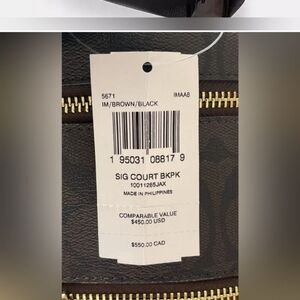 5671 IMAAB
IM/BROWN/BLACK
1 95031 08817 9
SIG COURT BKPK
10011265JAX
MADE IN PHILIPPINES
COMPARABLE VALUE
$450.00 USD
$550.00 CAD